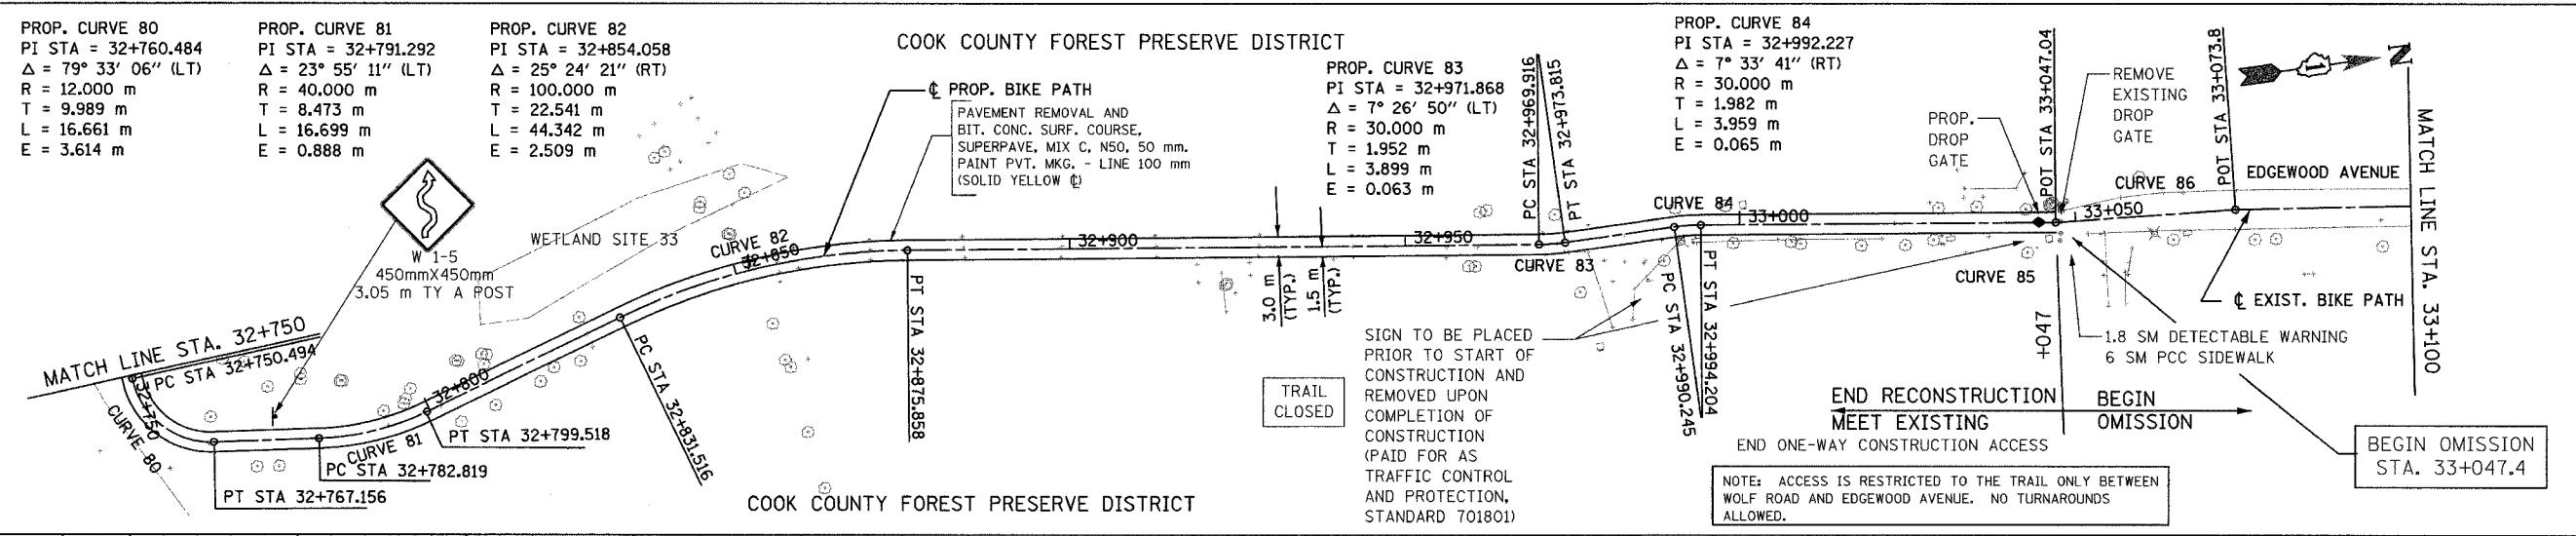 PROP. CURVE 80
PI STA = 32+760.484
Δ = 79° 33' 06" (LT)
R = 12.000 m
T = 9.989 m
L = 16.661 m
E = 3.614 m
PROP. CURVE 81
PI STA = 32+791.292
Δ = 23° 55' 11" (LT)
R = 40.000 m
T = 8.473 m
L = 16.699 m
E = 0.888 m
PROP. CURVE 82
PI STA = 32+854.058
Δ = 25° 24' 21" (RT)
R = 100.000 m
T = 22.541 m
L = 44.342 m
E = 2.509 m
COOK COUNTY FOREST PRESERVE DISTRICT
℄ PROP. BIKE PATH
PAVEMENT REMOVAL AND
BIT. CONC. SURF. COURSE,
SUPERPAVE, MIX C, N50, 50 mm.
PAINT PVT. MKG. - LINE 100 mm
(SOLID YELLOW ℄)
PROP. CURVE 83
PI STA = 32+971.868
Δ = 7° 26' 50" (LT)
R = 30.000 m
T = 1.952 m
L = 3.899 m
E = 0.063 m
PC STA 32+969.916
PT STA 32+973.815
PROP. CURVE 84
PI STA = 32+992.227
Δ = 7° 33' 41" (RT)
R = 30.000 m
T = 1.982 m
L = 3.959 m
E = 0.065 m
PROP.
DROP
GATE
POT STA 33+047.04
REMOVE
EXISTING
DROP
GATE
POT STA 33+073.8
N
EDGEWOOD AVENUE
MATCH LINE STA. 33+100
W 1-5
450mmX450mm
3.05 m TY A POST
WETLAND SITE 33
CURVE 82
32+850
32+900
32+950
CURVE 83
CURVE 84
33+000
CURVE 85
33+050
CURVE 86
℄ EXIST. BIKE PATH
3.0 m
(TYP.)
1.5 m
(TYP.)
MATCH LINE STA. 32+750
PC STA 32+750.494
32+750
CURVE 80
PT STA 32+767.156
PC STA 32+782.819
CURVE 81
32+800
PT STA 32+799.518
PC STA 32+831.516
PT STA 32+875.858
COOK COUNTY FOREST PRESERVE DISTRICT
TRAIL
CLOSED
SIGN TO BE PLACED
PRIOR TO START OF
CONSTRUCTION AND
REMOVED UPON
COMPLETION OF
CONSTRUCTION
(PAID FOR AS
TRAFFIC CONTROL
AND PROTECTION,
STANDARD 701801)
PC STA 32+990.245
PT STA 32+994.204
+047
1.8 SM DETECTABLE WARNING
6 SM PCC SIDEWALK
END RECONSTRUCTION
MEET EXISTING
BEGIN
OMISSION
END ONE-WAY CONSTRUCTION ACCESS
NOTE: ACCESS IS RESTRICTED TO THE TRAIL ONLY BETWEEN
WOLF ROAD AND EDGEWOOD AVENUE. NO TURNAROUNDS
ALLOWED.
BEGIN OMISSION
STA. 33+047.4